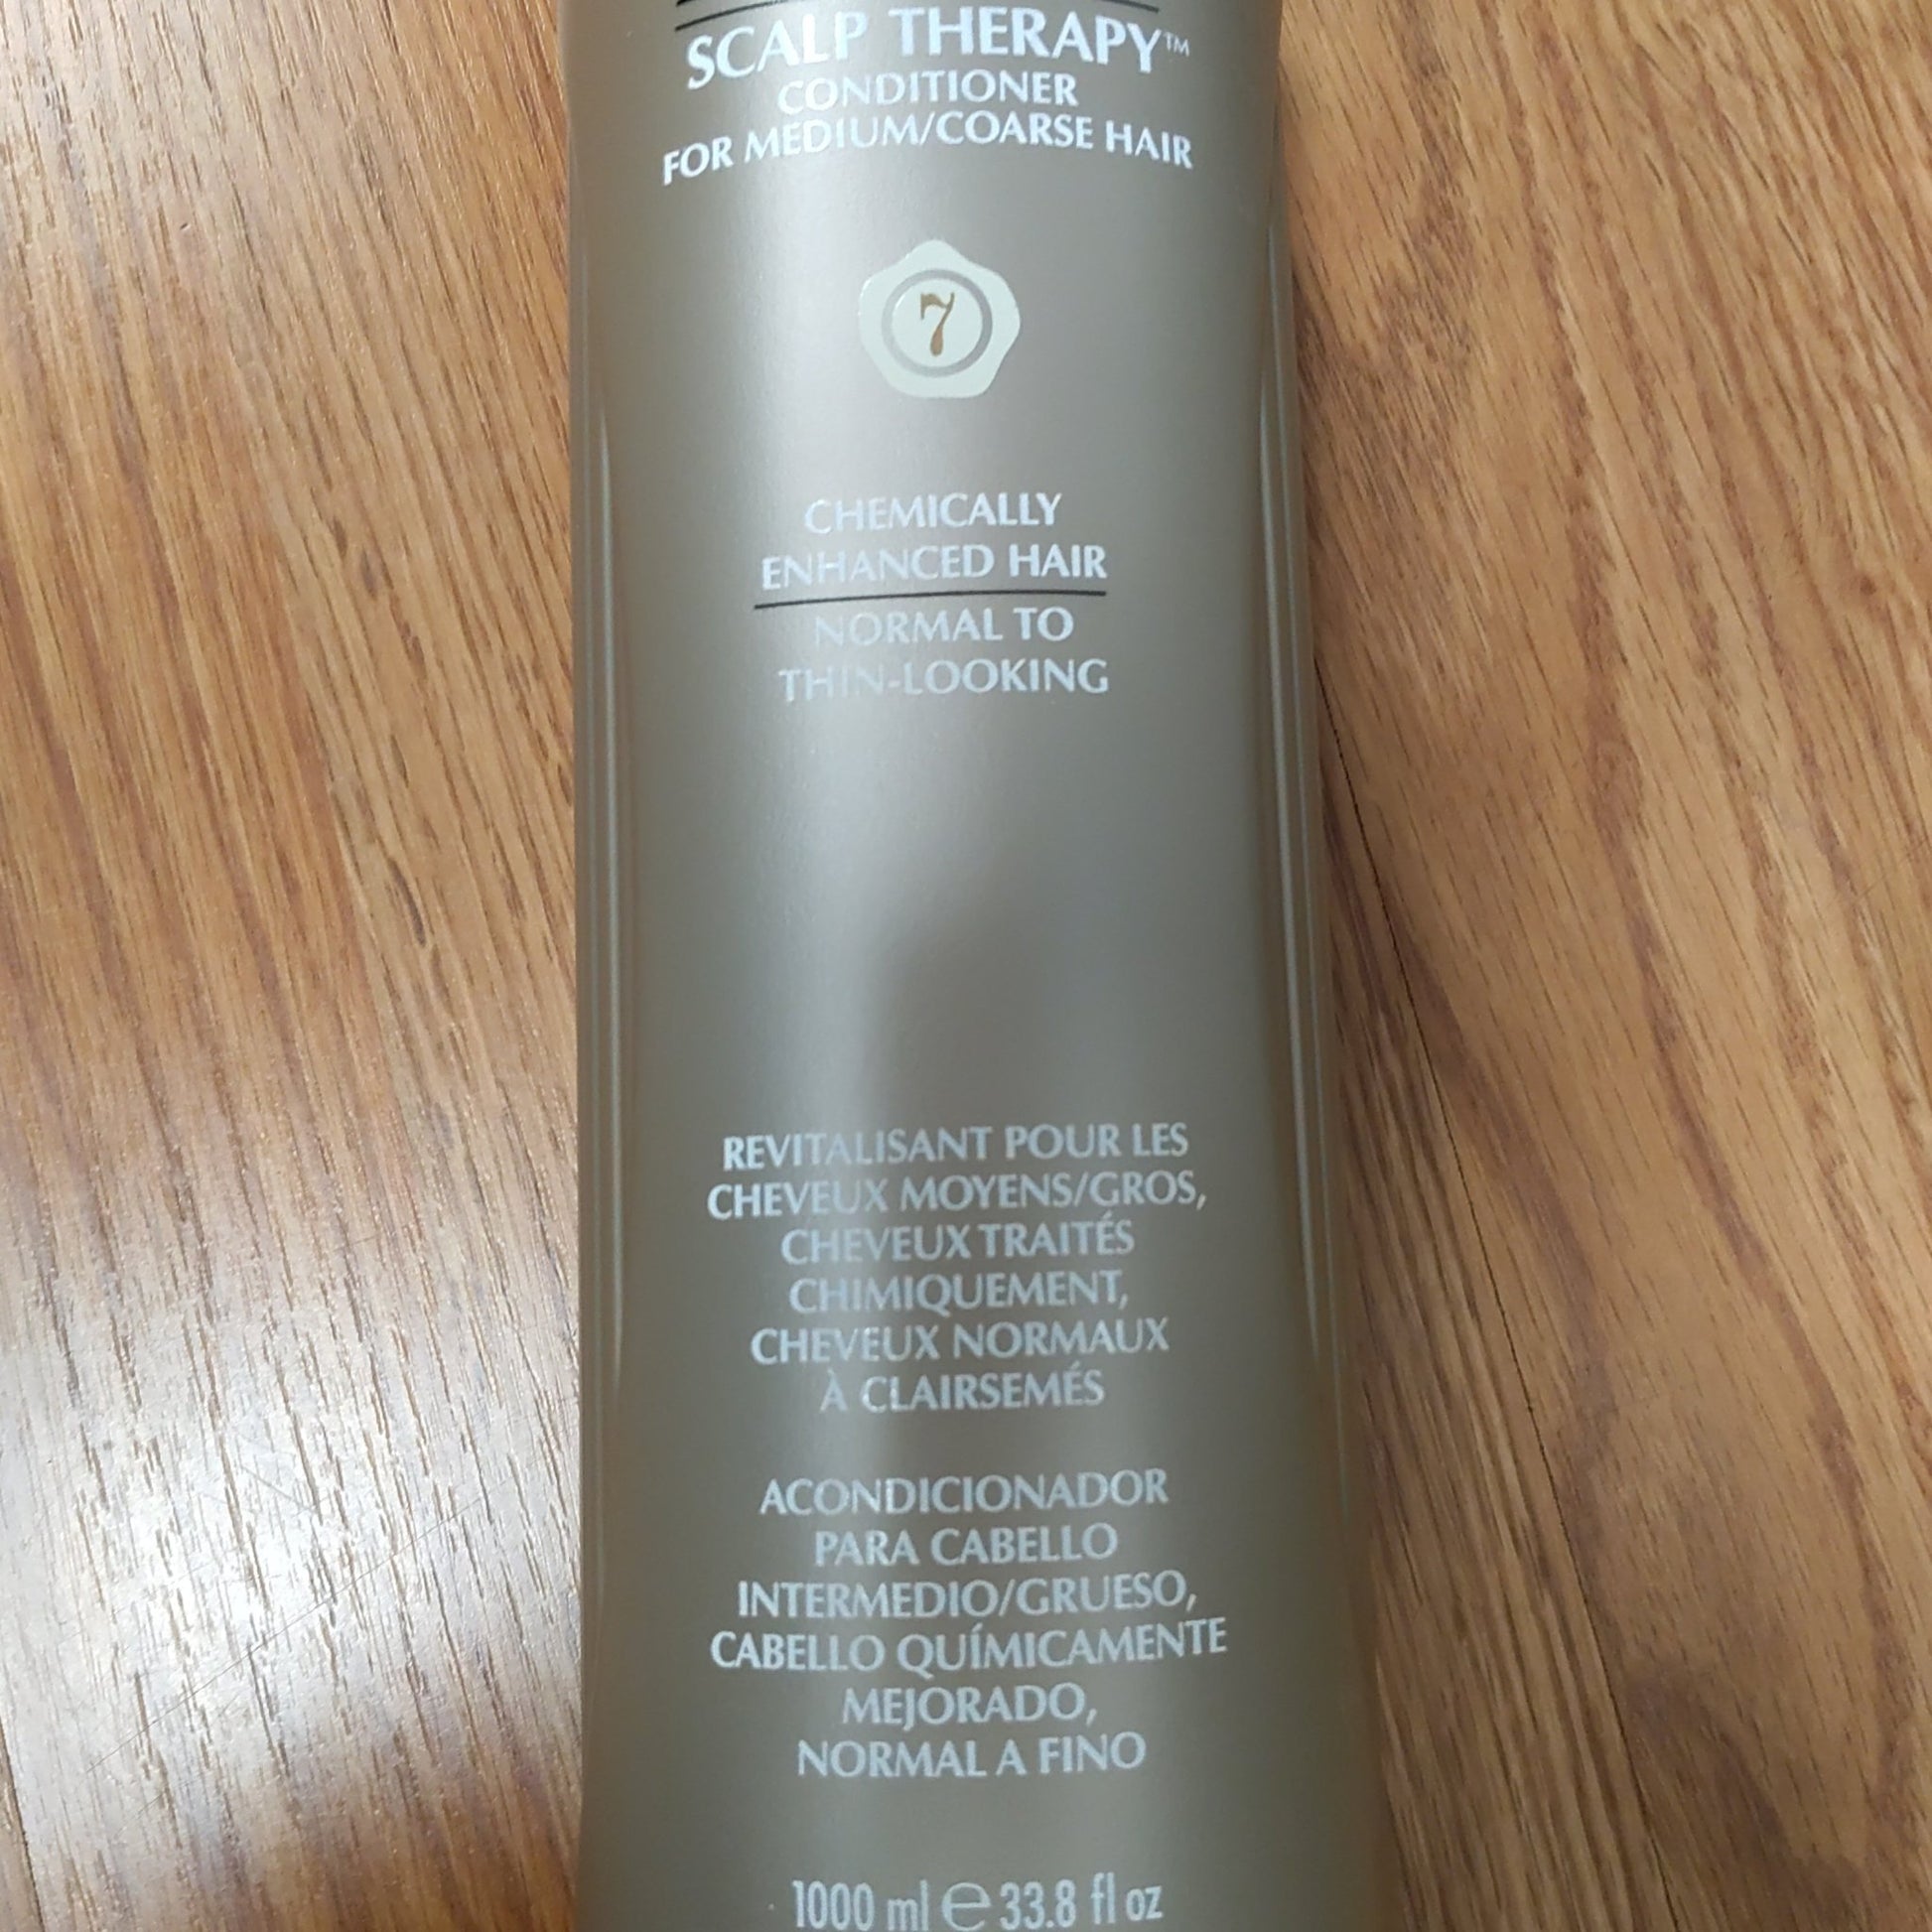 SCALP THERAPY™
CONDITIONER
FOR MEDIUM/COARSE HAIR
7
CHEMICALLY
ENHANCED HAIR
NORMAL TO
THIN-LOOKING
REVITALISANT POUR LES
CHEVEUX MOYENS/GROS,
CHEVEUX TRAITÉS
CHIMIQUEMENT,
CHEVEUX NORMAUX
À CLAIRSEMÉS
ACONDICIONADOR
PARA CABELLO
INTERMEDIO/GRUESO,
CABELLO QUÍMICAMENTE
MEJORADO,
NORMAL A FINO
1000 ml ℮ 33.8 fl oz